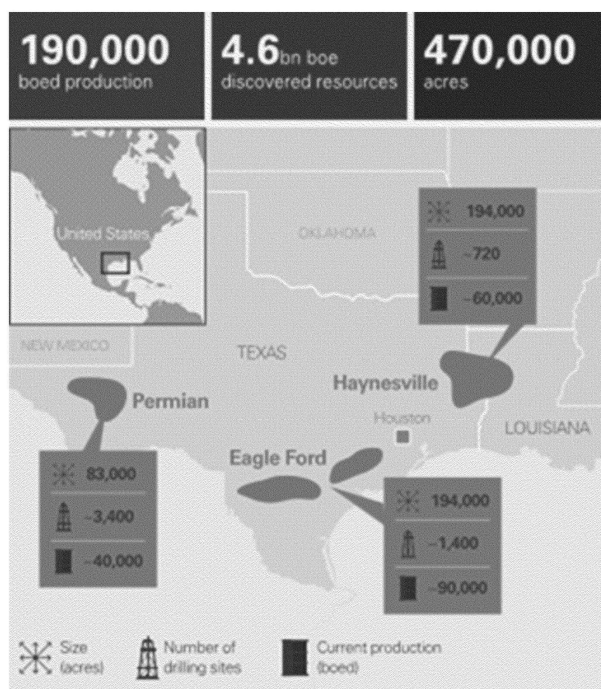 190,000
boed production
4.6bn boe
discovered resources
470,000
acres
United States
OKLAHOMA
194,000
~720
~60,000
NEW MEXICO
TEXAS
Haynesville
Permian
Houston
LOUISIANA
Eagle Ford
83,000
~3,400
~40,000
194,000
~1,400
~90,000
Size
(acres)
Number of
drilling sites
Current production
(boed)